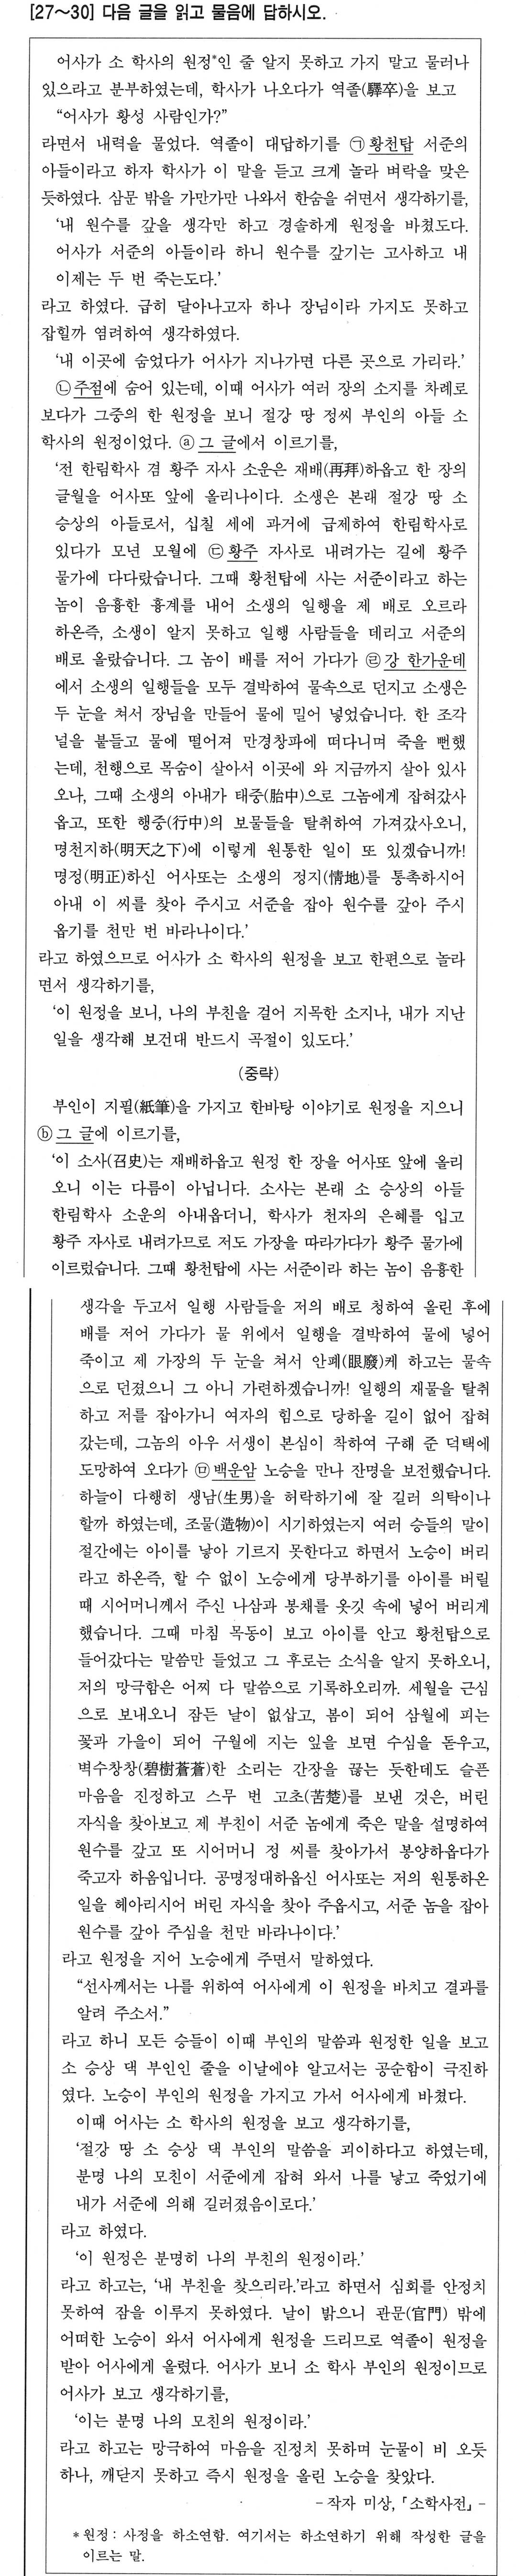 [27~30] 다음 글을 읽고 물음에 답하시오.
어사가 소 학사의 원정*인 줄 알지 못하고 가지 말고 물러나
있으라고 분부하였는데, 학사가 나오다가 역졸(驛卒)을 보고
“어사가 황성 사람인가?”
라면서 내력을 물었다. 역졸이 대답하기를 ㉠황천탑 서준의
아들이라고 하자 학사가 이 말을 듣고 크게 놀라 벼락을 맞은
듯하였다. 삼문 밖을 가만가만 나와서 한숨을 쉬면서 생각하기를,
‘내 원수를 갚을 생각만 하고 경솔하게 원정을 바쳤도다.
어사가 서준의 아들이라 하니 원수를 갚기는 고사하고 내
이제는 두 번 죽는도다.’
라고 하였다. 급히 달아나고자 하나 장님이라 가지도 못하고
잡힐까 염려하여 생각하였다.
‘내 이곳에 숨었다가 어사가 지나가면 다른 곳으로 가리라.’
㉡주점에 숨어 있는데, 이때 어사가 여러 장의 소지를 차례로
보다가 그중의 한 원정을 보니 절강 땅 정씨 부인의 아들 소
학사의 원정이었다. ⓐ그 글에서 이르기를,
‘전 한림학사 겸 황주 자사 소운은 재배(再拜)하옵고 한 장의
글월을 어사또 앞에 올리나이다. 소생은 본래 절강 땅 소
승상의 아들로서, 십칠 세에 과거에 급제하여 한림학사로
있다가 모년 모월에 ㉢황주 자사로 내려가는 길에 황주
물가에 다다랐습니다. 그때 황천탑에 사는 서준이라고 하는
놈이 음흉한 흉계를 내어 소생의 일행을 제 배로 오르라
하온즉, 소생이 알지 못하고 일행 사람들을 데리고 서준의
배로 올랐습니다. 그 놈이 배를 저어 가다가 ㉣강 한가운데
에서 소생의 일행들을 모두 결박하여 물속으로 던지고 소생은
두 눈을 쳐서 장님을 만들어 물에 밀어 넣었습니다. 한 조각
널을 붙들고 물에 떨어져 만경창파에 떠다니며 죽을 뻔했
는데, 천행으로 목숨이 살아서 이곳에 와 지금까지 살아 있사
오나, 그때 소생의 아내가 태중(胎中)으로 그놈에게 잡혀갔사
옵고, 또한 행중(行中)의 보물들을 탈취하여 가져갔사오니,
명천지하(明天之下)에 이렇게 원통한 일이 또 있겠습니까!
명정(明正)하신 어사또는 소생의 정지(情地)를 통촉하시어
아내 이 씨를 찾아 주시고 서준을 잡아 원수를 갚아 주시
옵기를 천만 번 바라나이다.’
라고 하였으므로 어사가 소 학사의 원정을 보고 한편으로 놀라
면서 생각하기를,
‘이 원정을 보니, 나의 부친을 걸어 지목한 소지나, 내가 지난
일을 생각해 보건대 반드시 곡절이 있도다.’
(중략)
부인이 지필(紙筆)을 가지고 한바탕 이야기로 원정을 지으니
ⓑ그 글에 이르기를,
‘이 소사(召史)는 재배하옵고 원정 한 장을 어사또 앞에 올리
오니 이는 다름이 아닙니다. 소사는 본래 소 승상의 아들
한림학사 소운의 아내옵더니, 학사가 천자의 은혜를 입고
황주 자사로 내려가므로 저도 가장을 따라가다가 황주 물가에
이르렀습니다. 그때 황천탑에 사는 서준이라 하는 놈이 음흉한
생각을 두고서 일행 사람들을 저의 배로 청하여 올린 후에
배를 저어 가다가 물 위에서 일행을 결박하여 물에 넣어
죽이고 제 가장의 두 눈을 쳐서 안폐(眼廢)케 하고는 물속
으로 던졌으니 그 아니 가련하겠습니까! 일행의 재물을 탈취
하고 저를 잡아가니 여자의 힘으로 당하올 길이 없어 잡혀
갔는데, 그놈의 아우 서생이 본심이 착하여 구해 준 덕택에
도망하여 오다가 ㉤백운암 노승을 만나 잔명을 보전했습니다.
하늘이 다행히 생남(生男)을 허락하기에 잘 길러 의탁이나
할까 하였는데, 조물(造物)이 시기하였는지 여러 승들의 말이
절간에는 아이를 낳아 기르지 못한다고 하면서 노승이 버리
라고 하온즉, 할 수 없이 노승에게 당부하기를 아이를 버릴
때 시어머니께서 주신 나삼과 봉채를 옷깃 속에 넣어 버리게
했습니다. 그때 마침 목동이 보고 아이를 안고 황천탑으로
들어갔다는 말씀만 들었고 그 후로는 소식을 알지 못하오니,
저의 망극함은 어찌 다 말씀으로 기록하오리까. 세월을 근심
으로 보내오니 잠든 날이 없삽고, 봄이 되어 삼월에 피는
꽃과 가을이 되어 구월에 지는 잎을 보면 수심을 돋우고,
벽수창창(碧樹蒼蒼)한 소리는 간장을 끊는 듯한데도 슬픈
마음을 진정하고 스무 번 고초(苦楚)를 보낸 것은, 버린
자식을 찾아보고 제 부친이 서준 놈에게 죽은 말을 설명하여
원수를 갚고 또 시어머니 정 씨를 찾아가서 봉양하옵다가
죽고자 하옴입니다. 공명정대하옵신 어사또는 저의 원통하온
일을 헤아리시어 버린 자식을 찾아 주옵시고, 서준 놈을 잡아
원수를 갚아 주심을 천만 바라나이다.’
라고 원정을 지어 노승에게 주면서 말하였다.
“선사께서는 나를 위하여 어사에게 이 원정을 바치고 결과를
알려 주소서.”
라고 하니 모든 승들이 이때 부인의 말씀과 원정한 일을 보고
소 승상 댁 부인인 줄을 이날에야 알고서는 공순함이 극진하
였다. 노승이 부인의 원정을 가지고 가서 어사에게 바쳤다.
이때 어사는 소 학사의 원정을 보고 생각하기를,
‘절강 땅 소 승상 댁 부인의 말씀을 괴이하다고 하였는데,
분명 나의 모친이 서준에게 잡혀 와서 나를 낳고 죽었기에
내가 서준에 의해 길러졌음이로다.’
라고 하였다.
‘이 원정은 분명히 나의 부친의 원정이라.’
라고 하고는, ‘내 부친을 찾으리라.’라고 하면서 심회를 안정치
못하여 잠을 이루지 못하였다. 날이 밝으니 관문(官門) 밖에
어떠한 노승이 와서 어사에게 원정을 드리므로 역졸이 원정을
받아 어사에게 올렸다. 어사가 보니 소 학사 부인의 원정이므로
어사가 보고 생각하기를,
‘이는 분명 나의 모친의 원정이라.’
라고 하고는 망극하여 마음을 진정치 못하며 눈물이 비 오듯
하나, 깨닫지 못하고 즉시 원정을 올린 노승을 찾았다.
- 작자 미상, 「소학사전」 -
* 원정 : 사정을 하소연함. 여기서는 하소연하기 위해 작성한 글을
이르는 말.